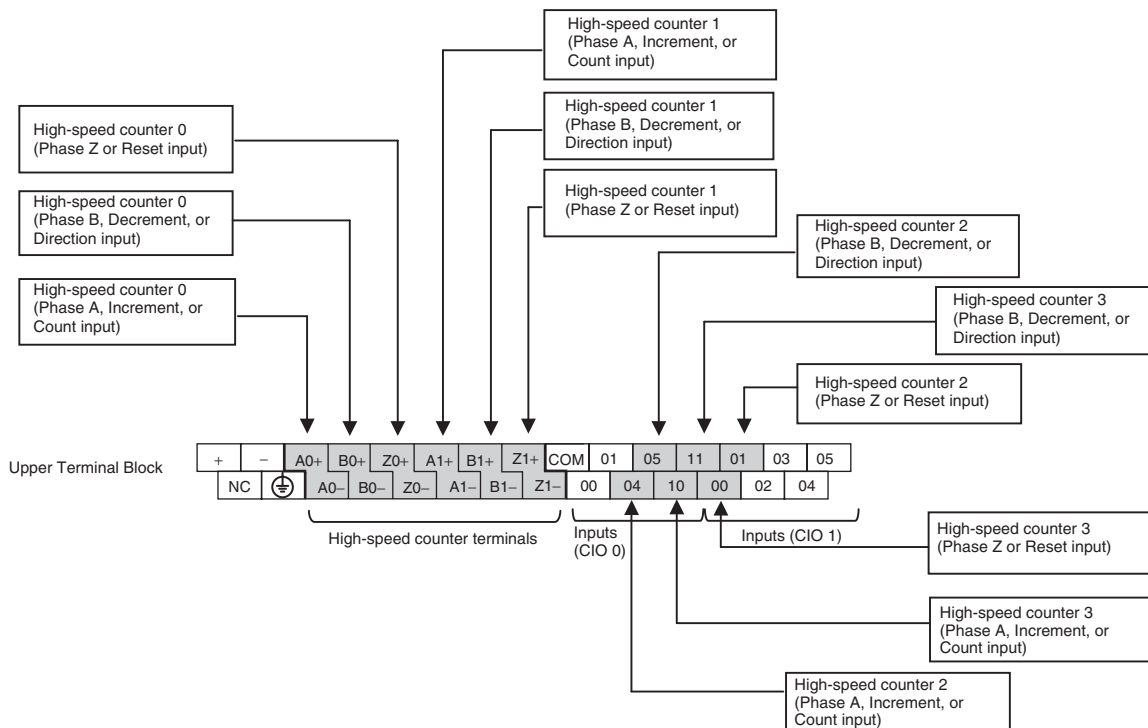 High-speed counter 1
(Phase A, Increment, or
Count input)
High-speed counter 0
(Phase Z or Reset input)
High-speed counter 1
(Phase B, Decrement, or
Direction input)
High-speed counter 0
(Phase B, Decrement, or
Direction input)
High-speed counter 1
(Phase Z or Reset input)
High-speed counter 2
(Phase B, Decrement, or
Direction input)
High-speed counter 0
(Phase A, Increment, or
Count input)
High-speed counter 3
(Phase B, Decrement, or
Direction input)
High-speed counter 2
(Phase Z or Reset input)
Upper Terminal Block
+ − A0+ B0+ Z0+ A1+ B1+ Z1+ COM 01 05 11 01 03 05
NC A0− B0− Z0− A1− B1− Z1− 00 04 10 00 02 04
High-speed counter terminals
Inputs
(CIO 0)
Inputs (CIO 1)
High-speed counter 3
(Phase Z or Reset input)
High-speed counter 3
(Phase A, Increment, or
Count input)
High-speed counter 2
(Phase A, Increment, or
Count input)